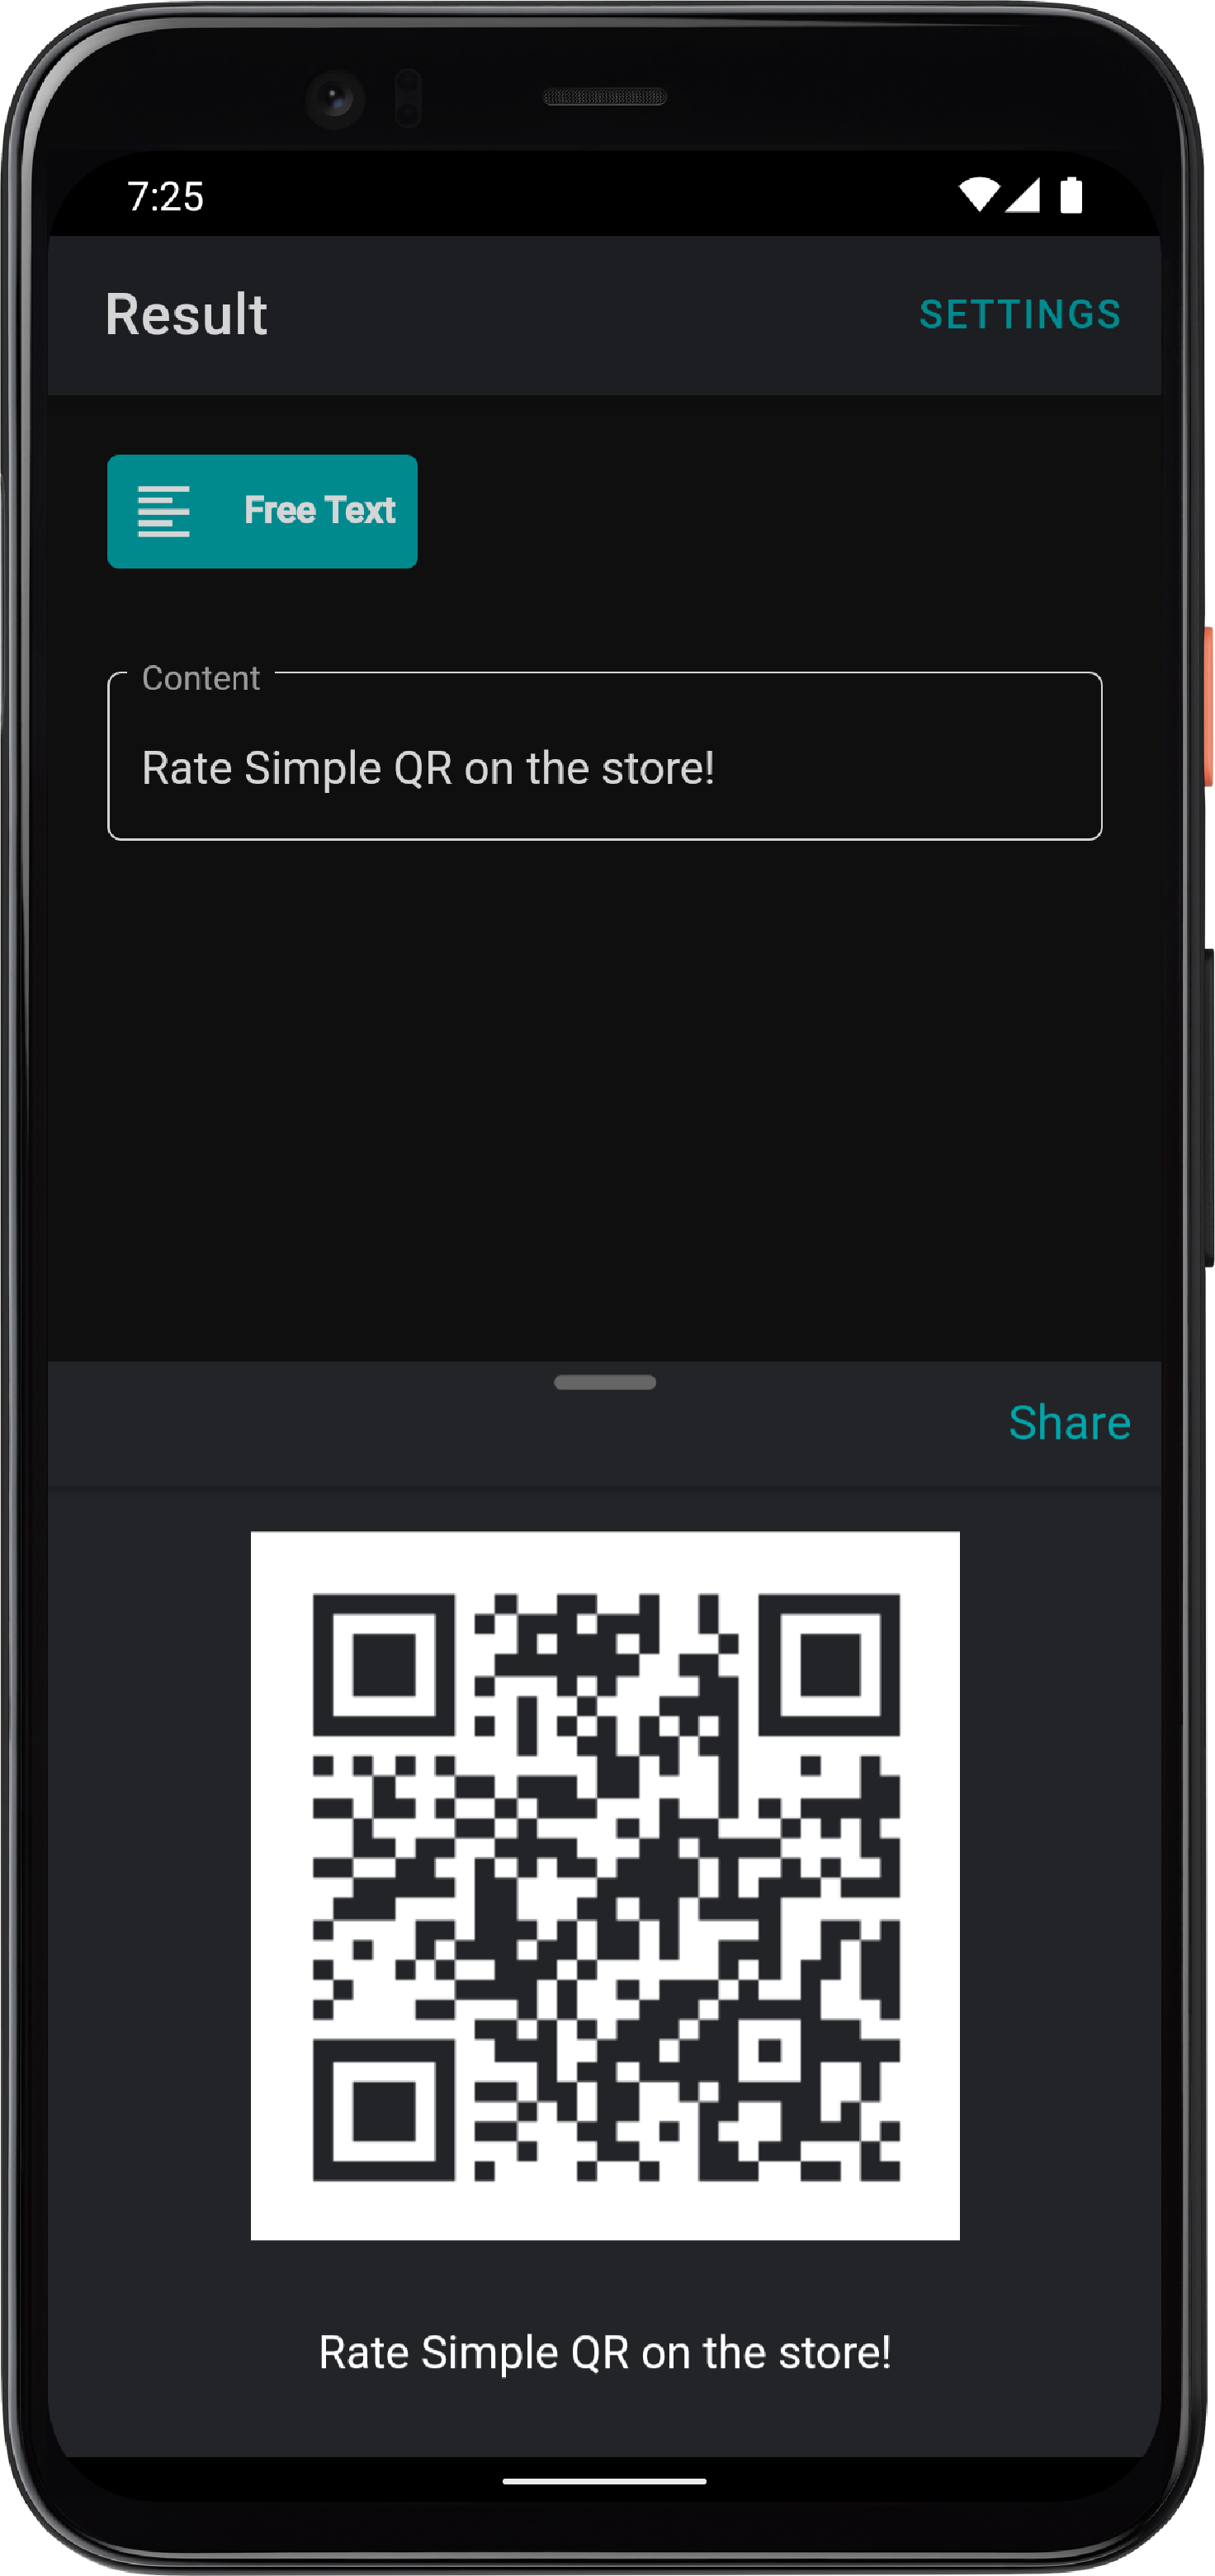 7:25
Result
SETTINGS
Free Text
Content
Rate Simple QR on the store!
Share
Rate Simple QR on the store!